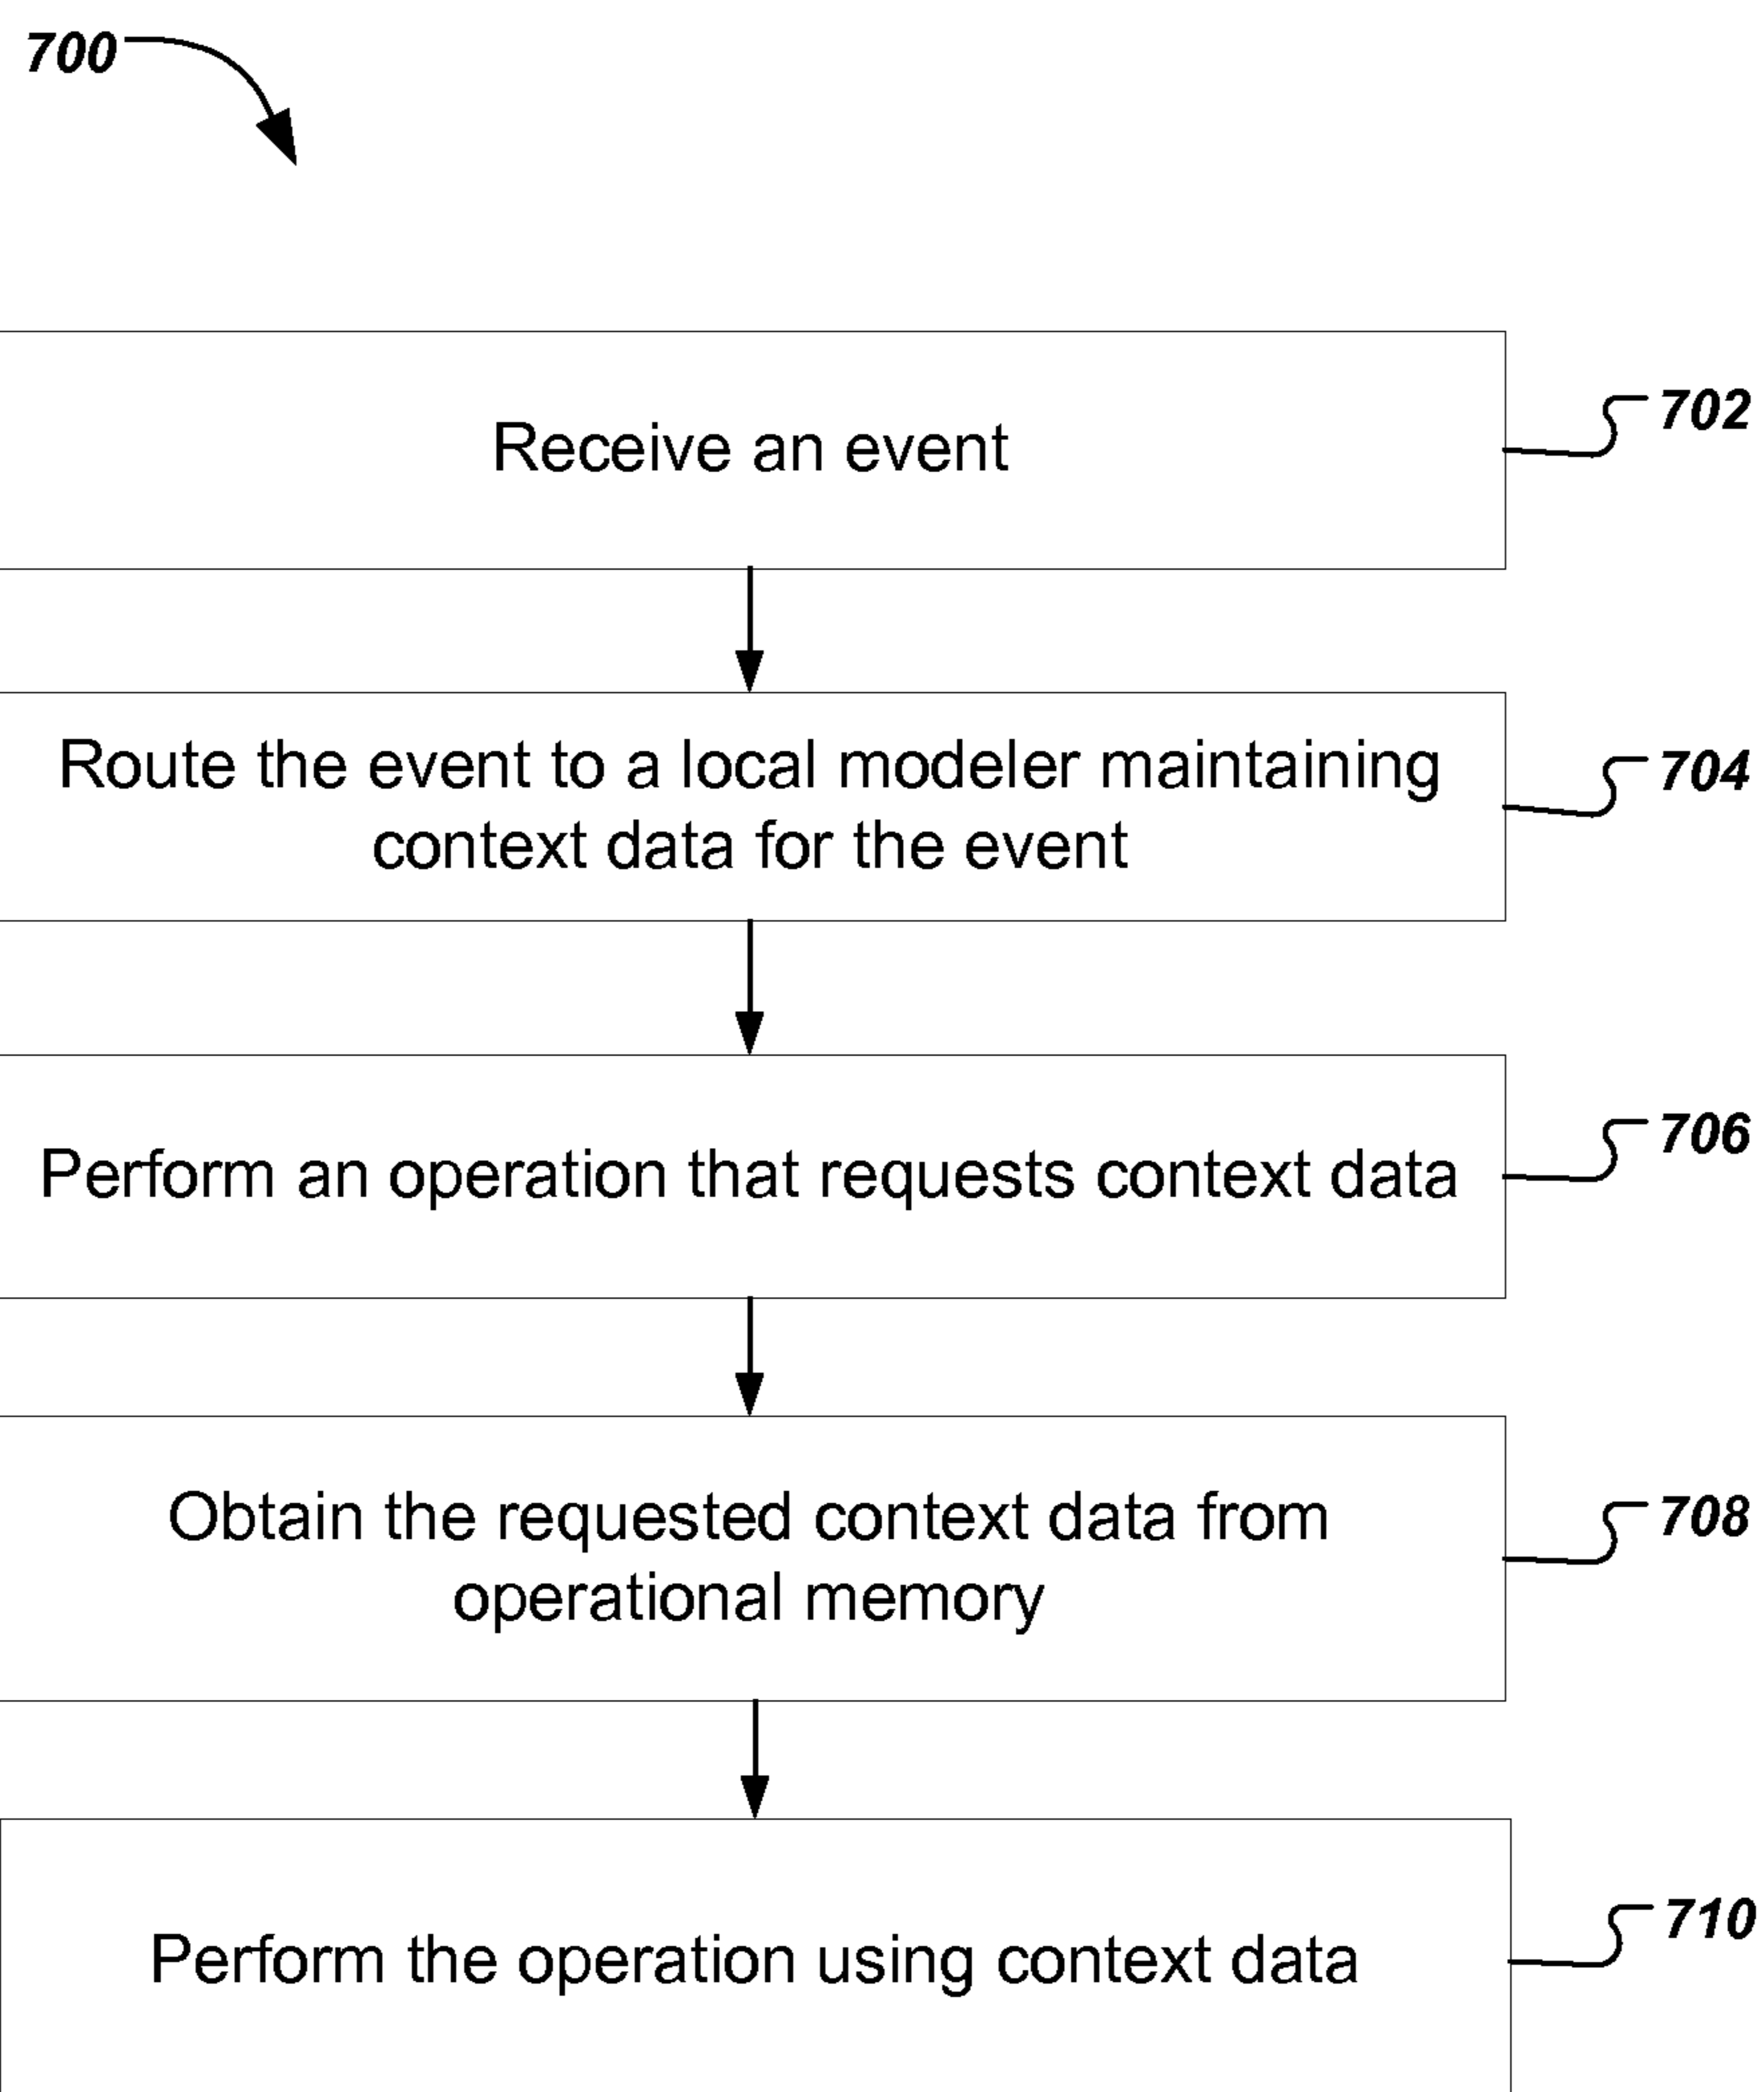 700
Receive an event
702
Route the event to a local modeler maintaining
context data for the event
704
Perform an operation that requests context data
706
Obtain the requested context data from
operational memory
708
Perform the operation using context data
710